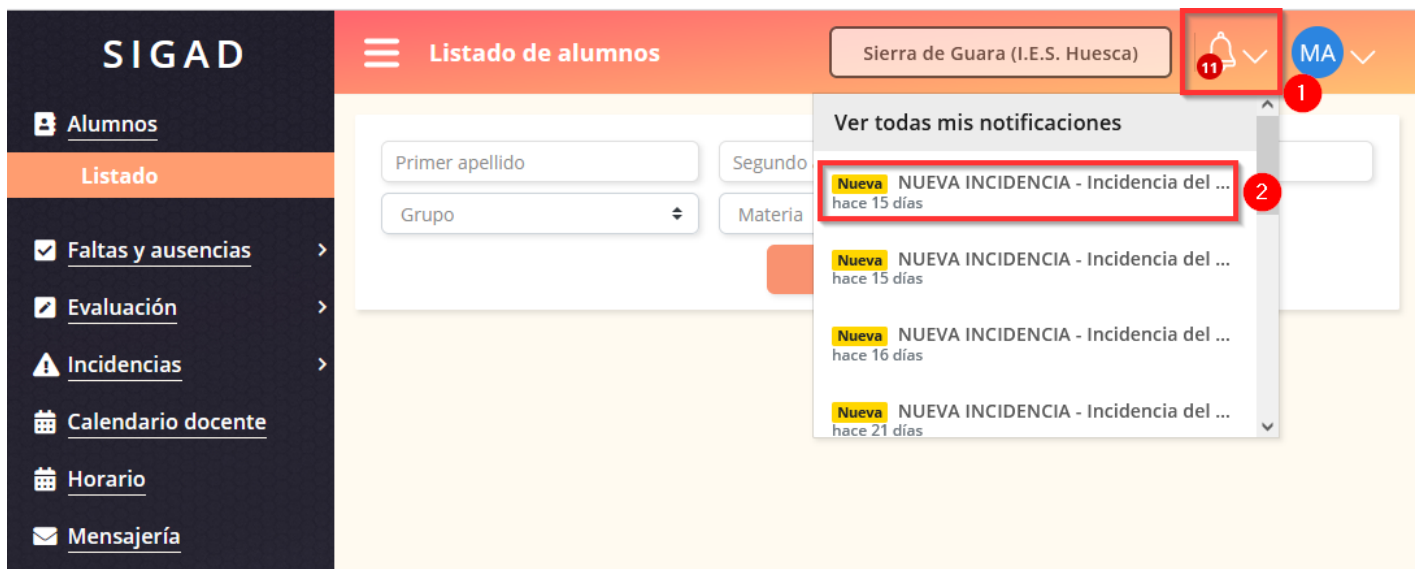 SIGAD
Listado de alumnos
Sierra de Guara (I.E.S. Huesca)
11
MA
1
Alumnos
Listado
Faltas y ausencias
Evaluación
Incidencias
Calendario docente
Horario
Mensajería
Primer apellido
Segundo
Grupo
Materia
Ver todas mis notificaciones
Nueva NUEVA INCIDENCIA - Incidencia del ...
hace 15 días
2
Nueva NUEVA INCIDENCIA - Incidencia del ...
hace 15 días
Nueva NUEVA INCIDENCIA - Incidencia del ...
hace 16 días
Nueva NUEVA INCIDENCIA - Incidencia del ...
hace 21 días